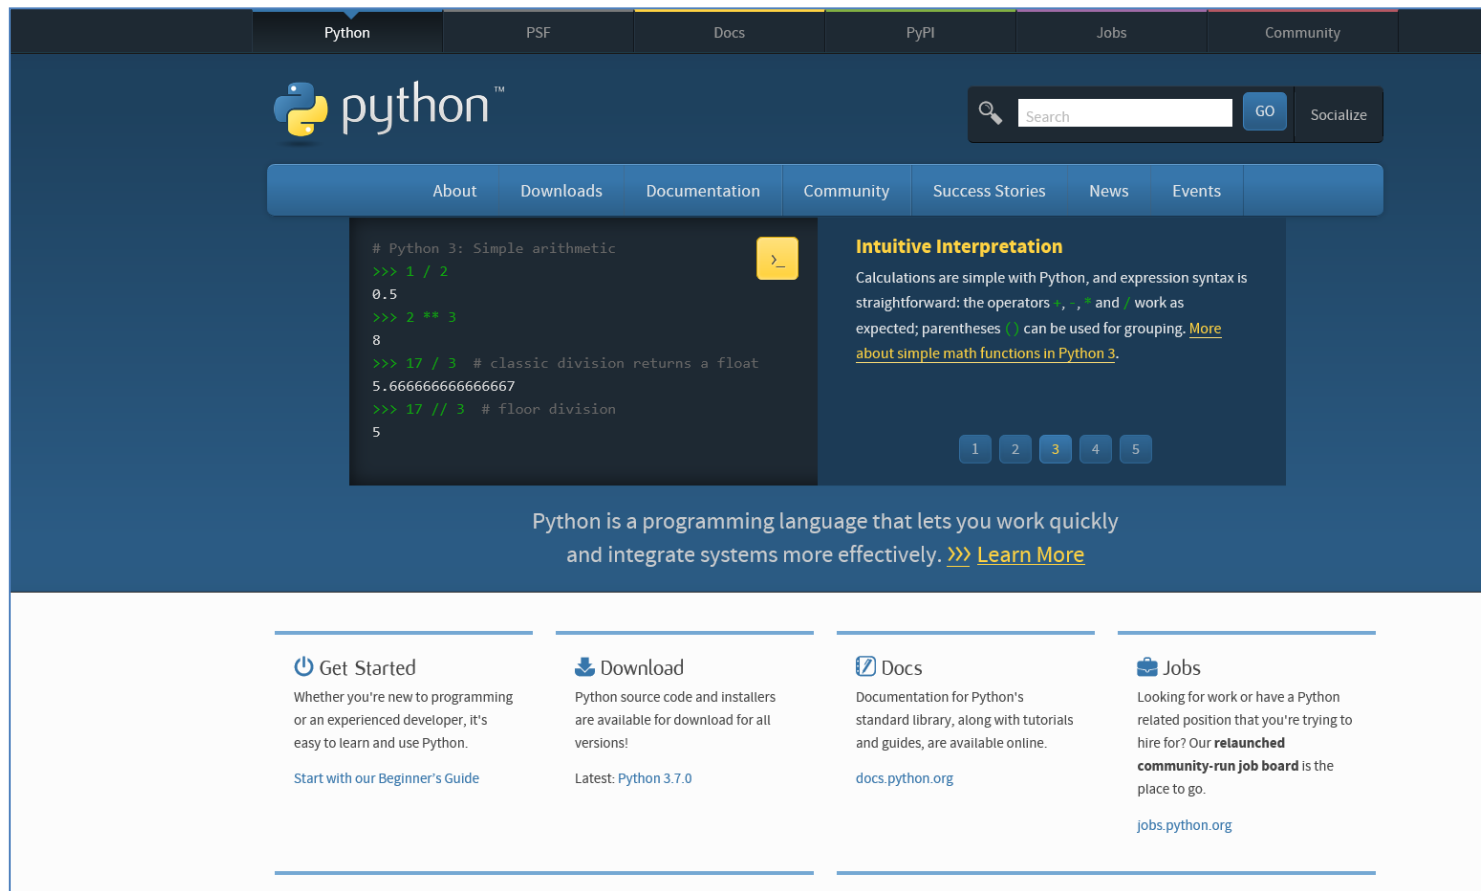 Python PSF Docs PyPI Jobs Community
python™
Search GO Socialize
About Downloads Documentation Community Success Stories News Events
# Python 3: Simple arithmetic
>>> 1 / 2
0.5
>>> 2 ** 3
8
>>> 17 / 3  # classic division returns a float
5.666666666666667
>>> 17 // 3  # floor division
5
>_
Intuitive Interpretation
Calculations are simple with Python, and expression syntax is
straightforward: the operators +, -, * and / work as
expected; parentheses () can be used for grouping. More
about simple math functions in Python 3.
1 2 3 4 5
Python is a programming language that lets you work quickly
and integrate systems more effectively. >>> Learn More
Get Started
Whether you're new to programming
or an experienced developer, it's
easy to learn and use Python.
Start with our Beginner's Guide
Download
Python source code and installers
are available for download for all
versions!
Latest: Python 3.7.0
Docs
Documentation for Python's
standard library, along with tutorials
and guides, are available online.
docs.python.org
Jobs
Looking for work or have a Python
related position that you're trying to
hire for? Our relaunched
community-run job board is the
place to go.
jobs.python.org